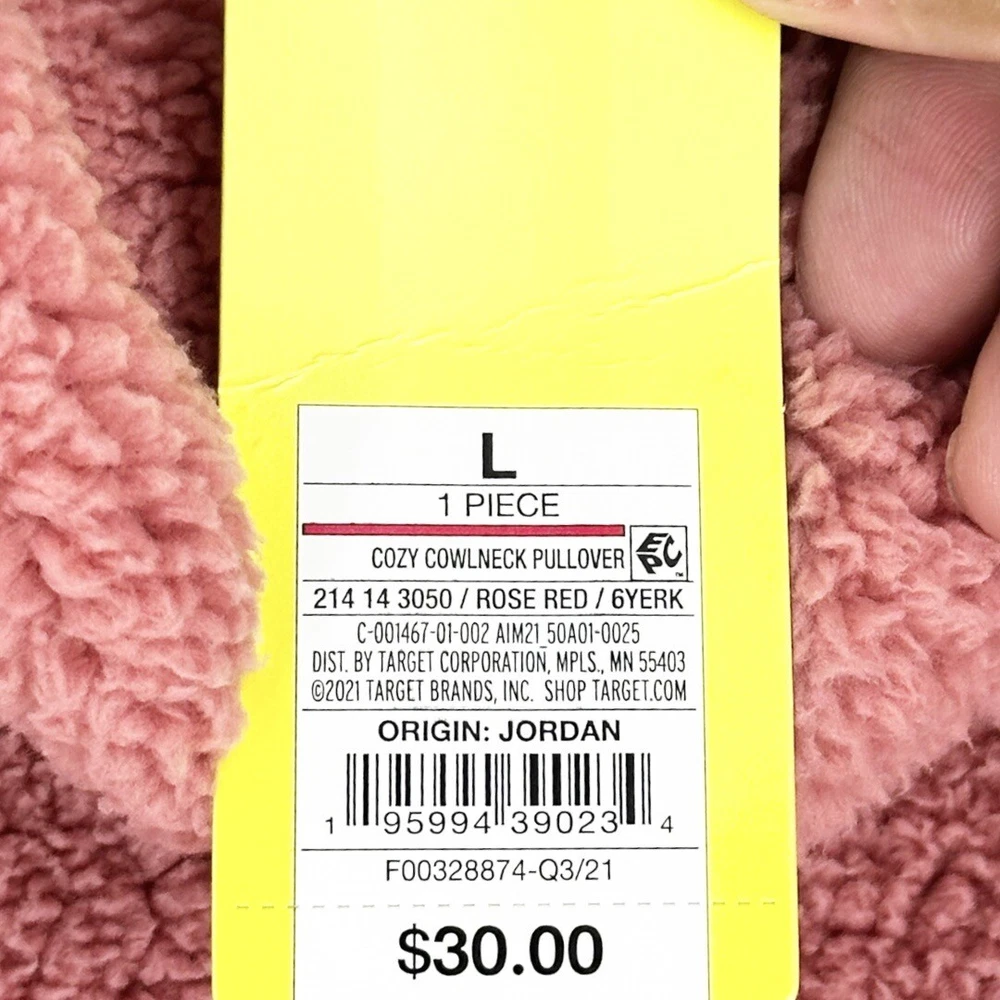 L
1 PIECE
COZY COWLNECK PULLOVER EPC™
214 14 3050 / ROSE RED / 6YERK
C-001467-01-002 AIM21_50A01-0025
DIST. BY TARGET CORPORATION, MPLS., MN 55403
©2021 TARGET BRANDS, INC. SHOP TARGET.COM
ORIGIN: JORDAN
1 95994 39023 4
F00328874-Q3/21
$30.00